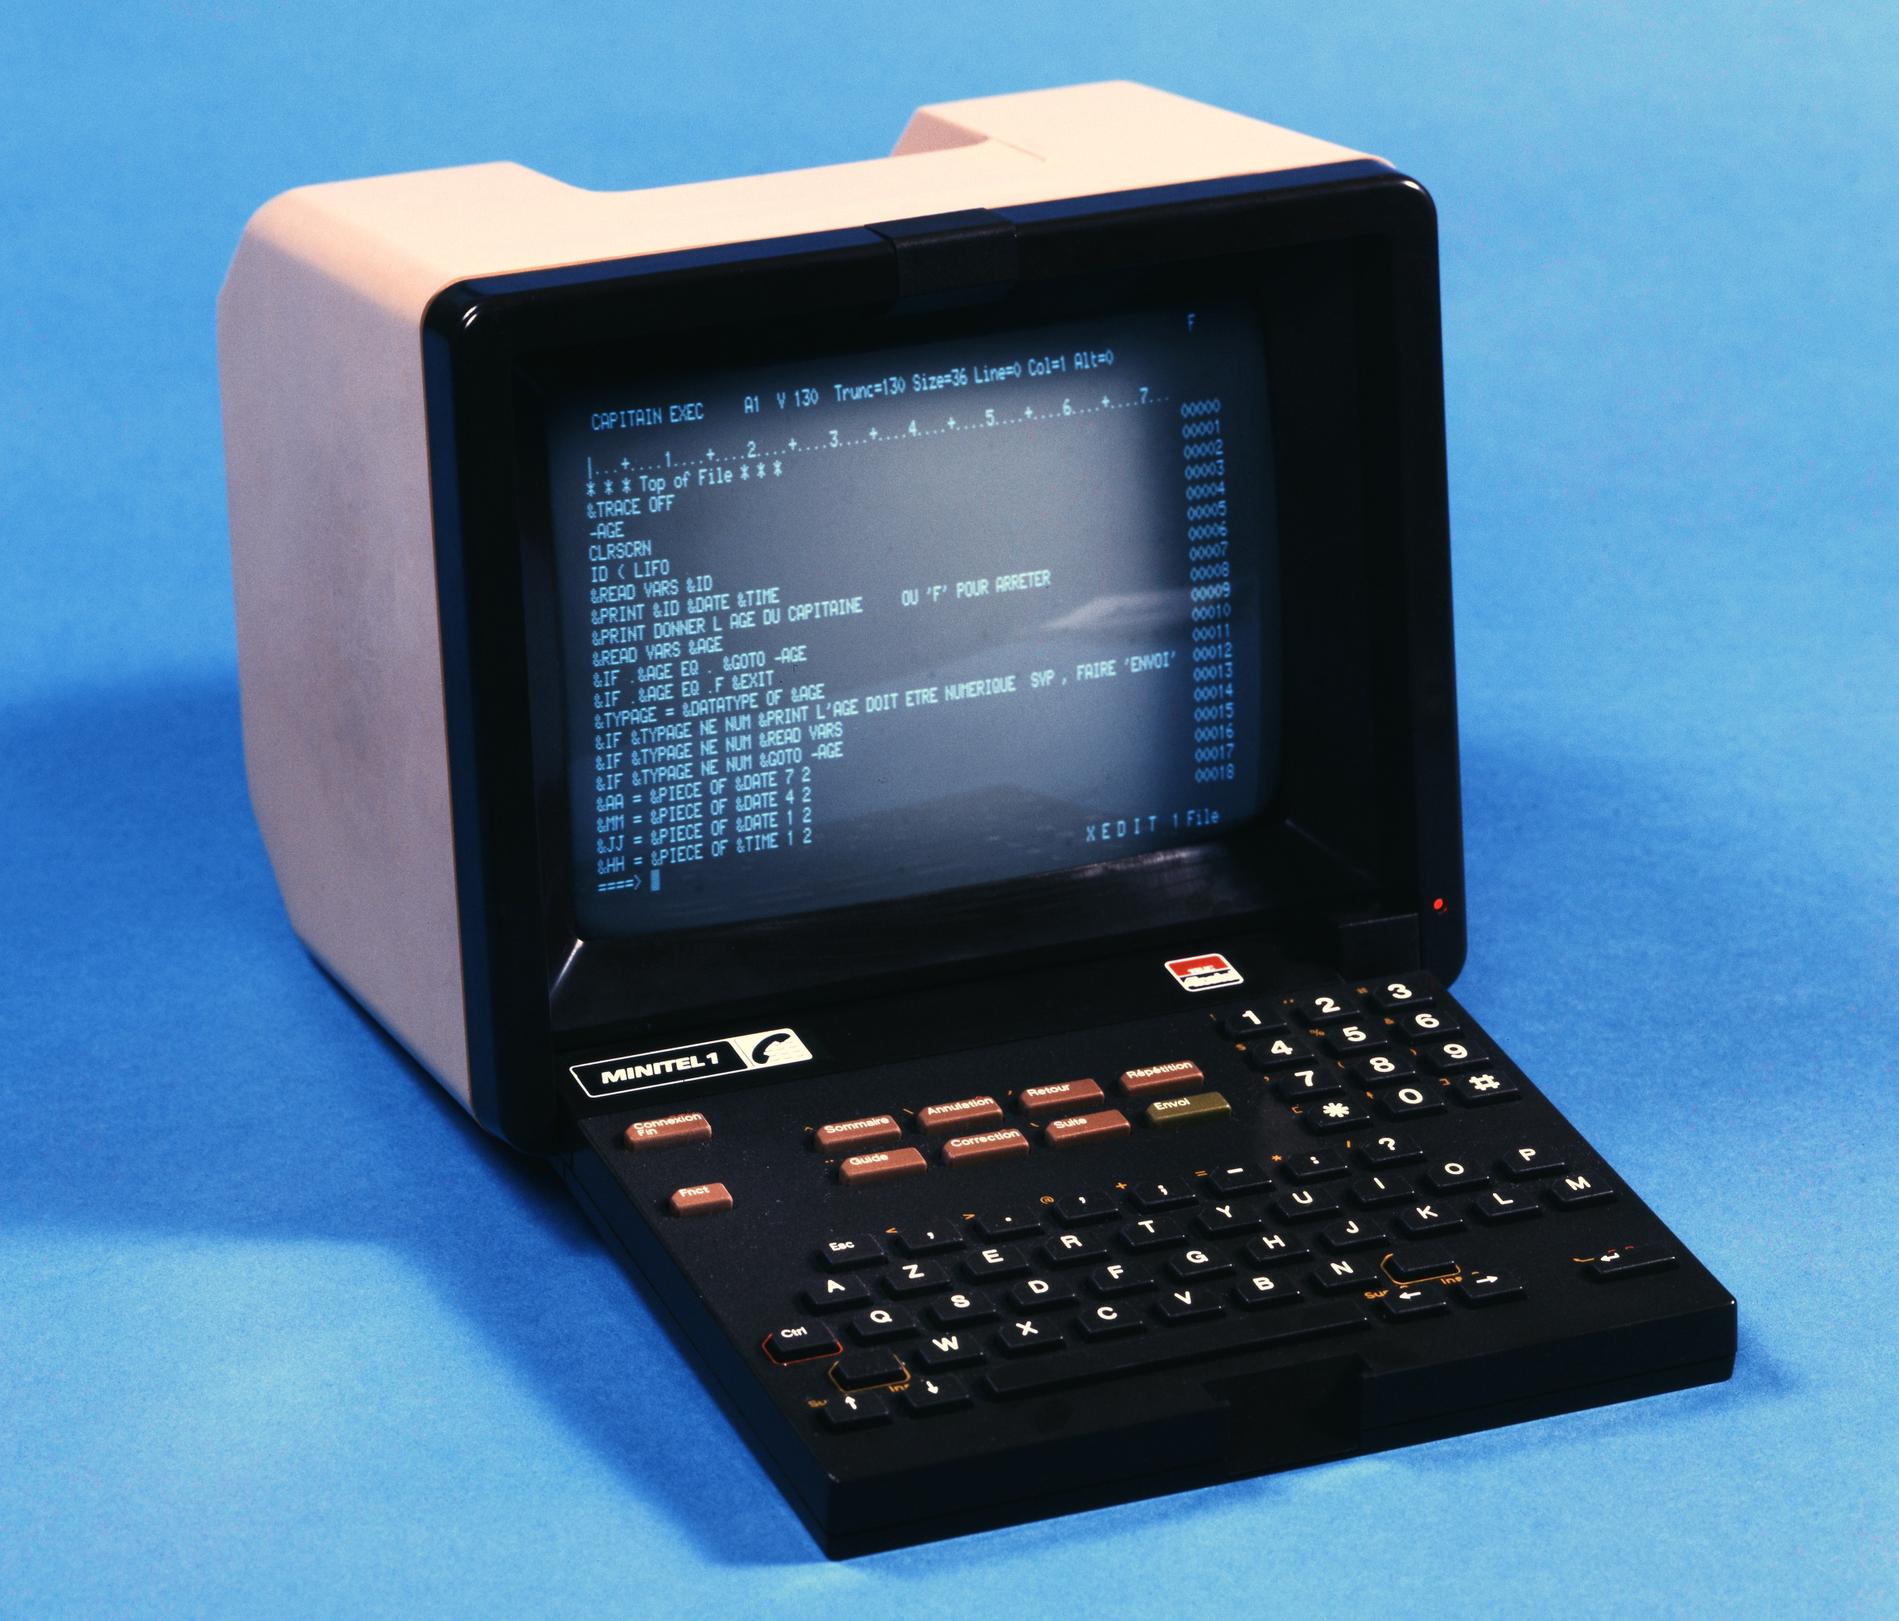 F
CAPITAIN EXEC A1 V 130 Trunc=130 Size=36 Line=0 Col=1 Alt=0
|...+....1....+....2....+....3....+....4....+....5....+....6....+....7...
* * * Top of File * * * 00000
&TRACE OFF 00001
-AGE 00002
CLRSCRN 00003
ID ( LIFO 00004
&READ VARS &ID 00005
&PRINT &ID &DATE &TIME 00006
&PRINT DONNER L AGE DU CAPITAINE OU 'F' POUR ARRETER 00007
&READ VARS &AGE 00008
&IF .&AGE EQ . &GOTO -AGE 00009
&IF .&AGE EQ .F &EXIT 00010
&TYPAGE = &DATATYPE OF &AGE 00011
&IF &TYPAGE NE NUM &PRINT L'AGE DOIT ETRE NUMERIQUE SVP , FAIRE 'ENVOI' 00012
&IF &TYPAGE NE NUM &READ VARS 00013
&IF &TYPAGE NE NUM &GOTO -AGE 00014
&AA = &PIECE OF &DATE 7 2 00015
&MM = &PIECE OF &DATE 4 2 00016
&JJ = &PIECE OF &DATE 1 2 00017
&HH = &PIECE OF &TIME 1 2 00018
====>
X E D I T 1 File
MINITEL 1
1 2 3
4 5 6
7 8 9
* 0 #
Connexion
Fin
Sommaire Annulation Retour Répétition
Guide Correction Suite Envoi
Fnct
Esc , . ' ; - : ?
A Z E R T Y U I O P
Q S D F G H J K L M
Ctrl W X C V B N
↑ ↓ ← → ↵